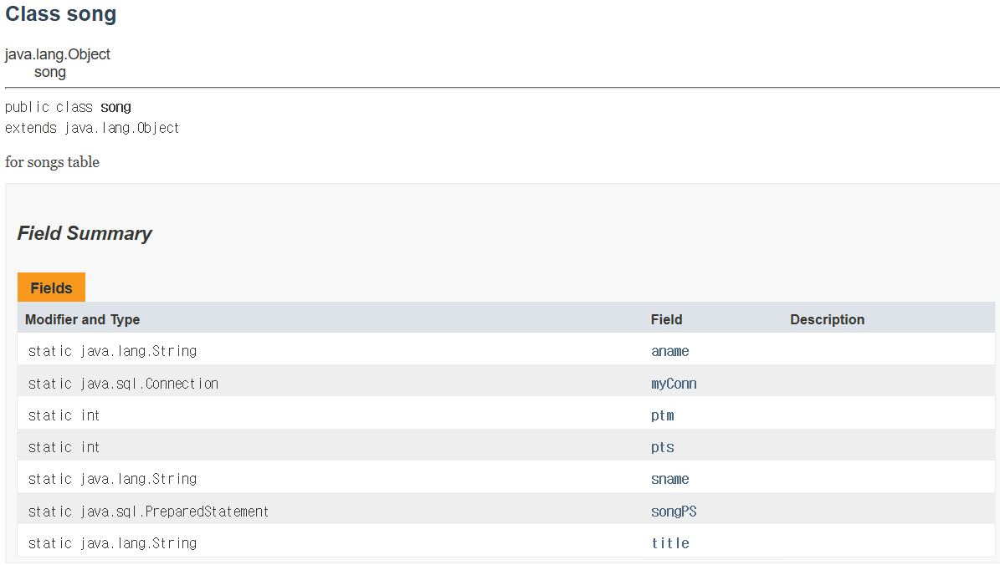 Class song
java.lang.Object
song
public class song
extends java.lang.Object
for songs table
Field Summary
Fields
Modifier and Type Field Description
static java.lang.String aname
static java.sql.Connection myConn
static int ptm
static int pts
static java.lang.String sname
static java.sql.PreparedStatement songPS
static java.lang.String title